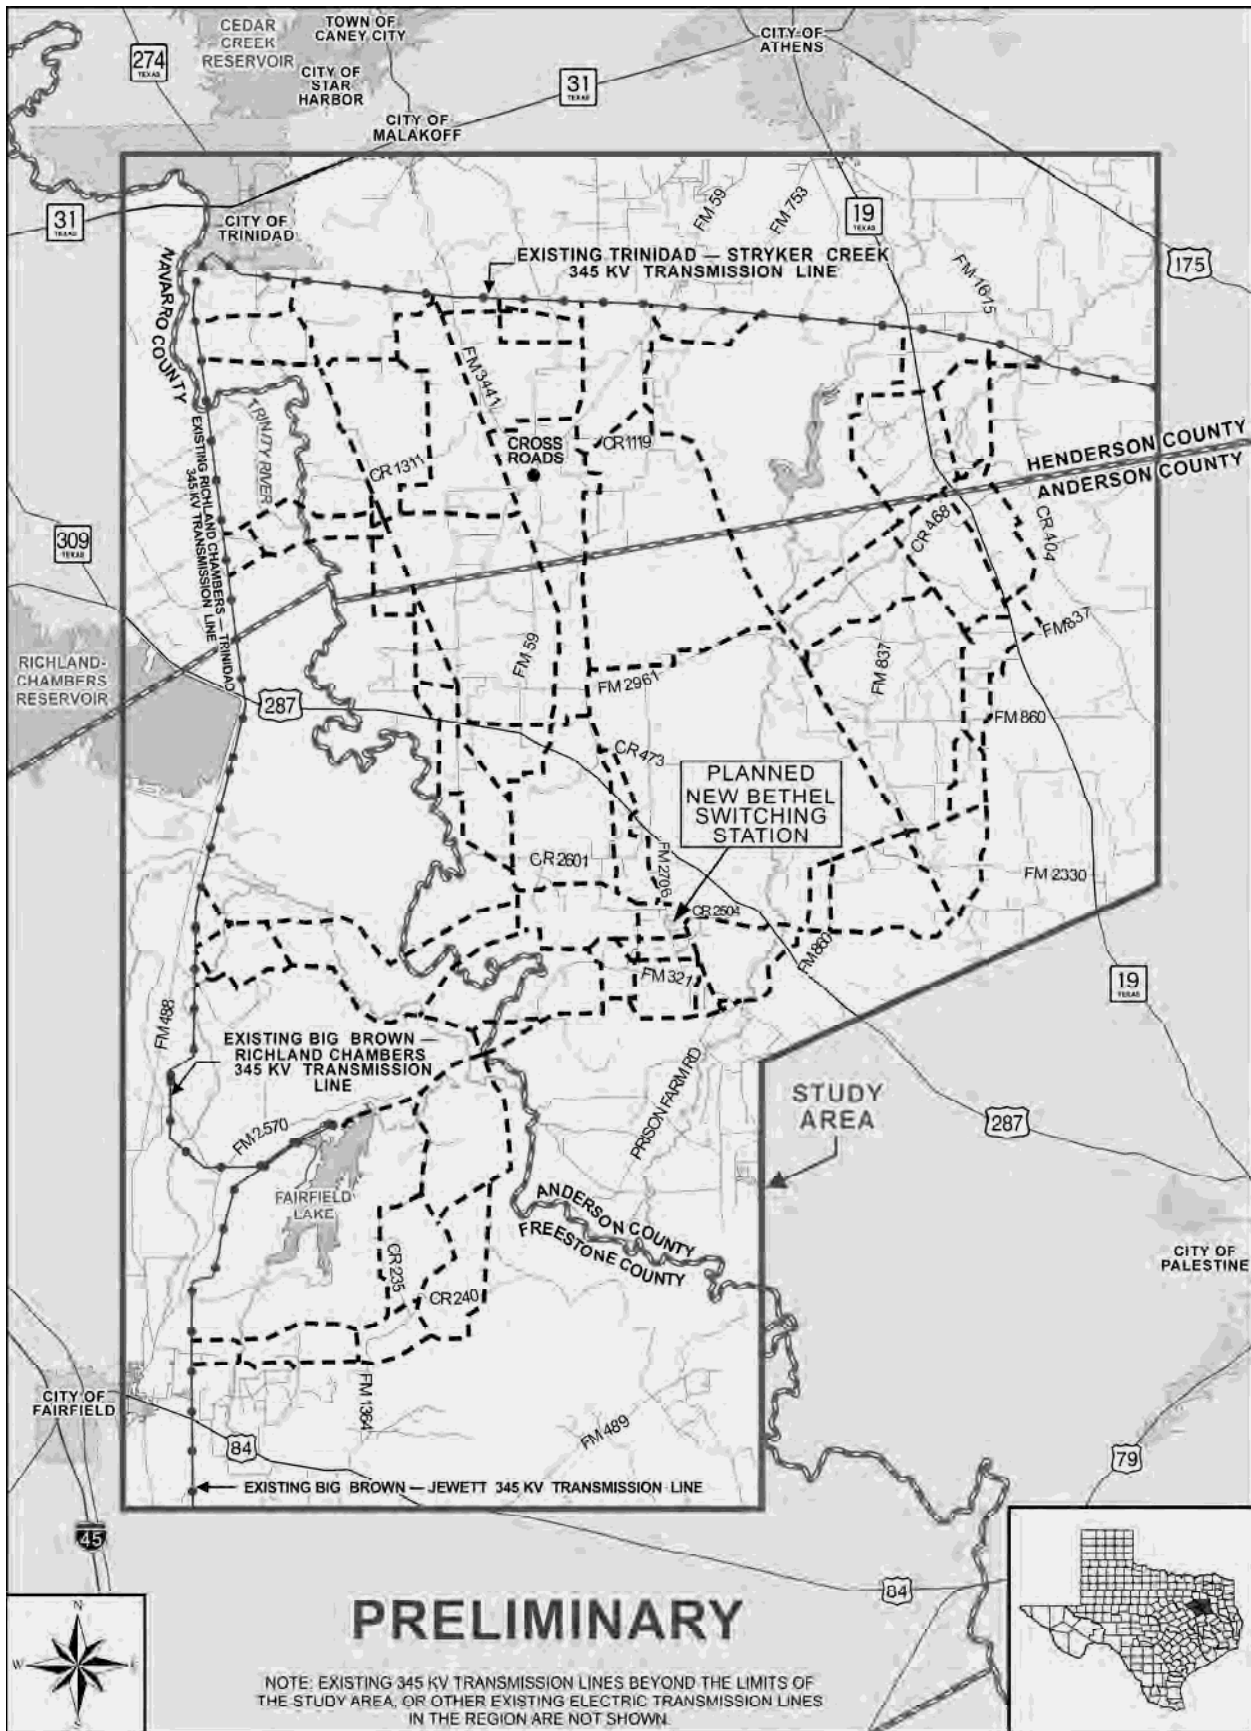 CEDAR
CREEK
RESERVOIR
TOWN OF
CANEY CITY
CITY OF
ATHENS
274
TEXAS
CITY OF
STAR
HARBOR
31
TEXAS
CITY OF
MALAKOFF
31
TEXAS
CITY OF
TRINIDAD
FM 59
FM 753
19
TEXAS
175
NAVARRO COUNTY
EXISTING TRINIDAD — STRYKER CREEK
345 KV TRANSMISSION LINE
FM 1615
FM 3441
TRINITY RIVER
EXISTING RICHLAND CHAMBERS — TRINIDAD
345 KV TRANSMISSION LINE
CR 1311
CROSS
ROADS
CR 1119
HENDERSON COUNTY
ANDERSON COUNTY
309
TEXAS
CR 468
CR 404
RICHLAND-
CHAMBERS
RESERVOIR
FM 59
FM 837
FM 837
287
FM 2961
FM 860
CR 473
PLANNED
NEW BETHEL
SWITCHING
STATION
CR 2601
FM 2706
FM 2330
CR 2504
FM 860
FM 321
19
TEXAS
FM 488
EXISTING BIG BROWN —
RICHLAND CHAMBERS
345 KV TRANSMISSION
LINE
PRISON FARM RD
STUDY
AREA
287
FM 2570
FAIRFIELD
LAKE
ANDERSON COUNTY
FREESTONE COUNTY
CITY OF
PALESTINE
CR 235
CR 240
CITY OF
FAIRFIELD
FM 1364
FM 489
84
79
EXISTING BIG BROWN — JEWETT 345 KV TRANSMISSION LINE
45
84
N
W
E
S
PRELIMINARY
NOTE: EXISTING 345 KV TRANSMISSION LINES BEYOND THE LIMITS OF
THE STUDY AREA, OR OTHER EXISTING ELECTRIC TRANSMISSION LINES
IN THE REGION ARE NOT SHOWN.